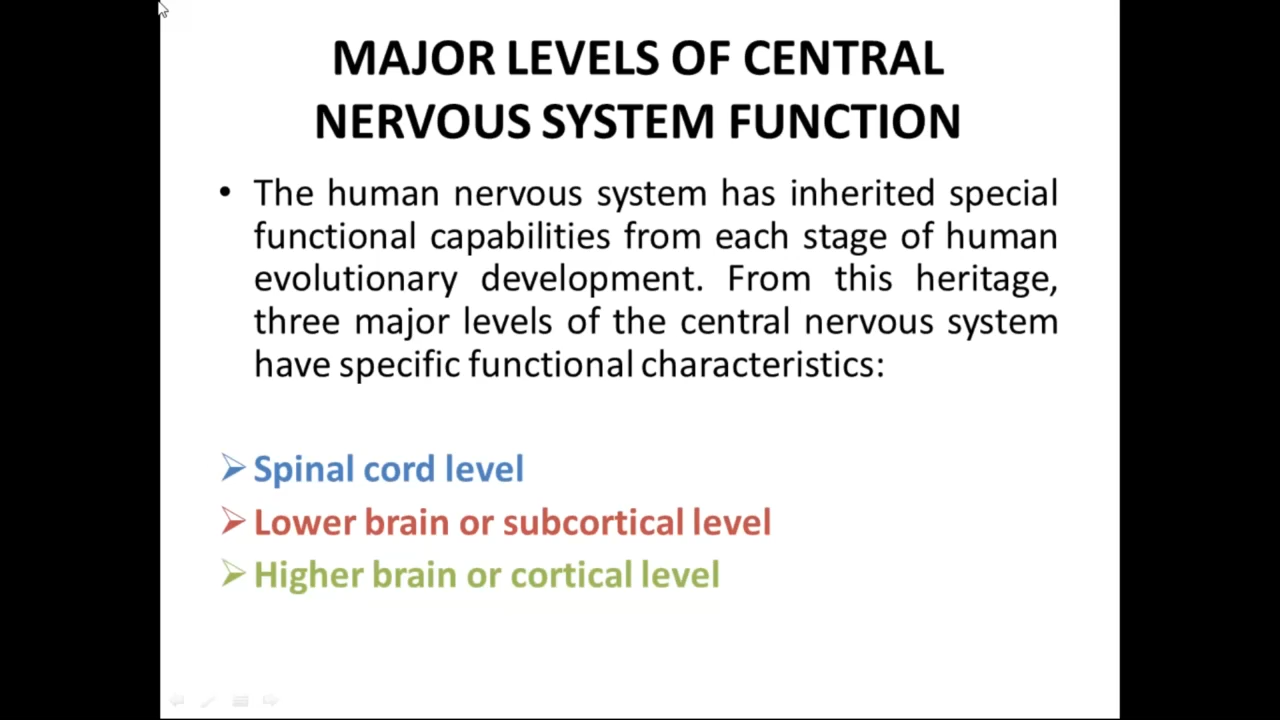 MAJOR LEVELS OF CENTRAL
NERVOUS SYSTEM FUNCTION
• The human nervous system has inherited special
functional capabilities from each stage of human
evolutionary development. From this heritage,
three major levels of the central nervous system
have specific functional characteristics:
➢ Spinal cord level
➢ Lower brain or subcortical level
➢ Higher brain or cortical level